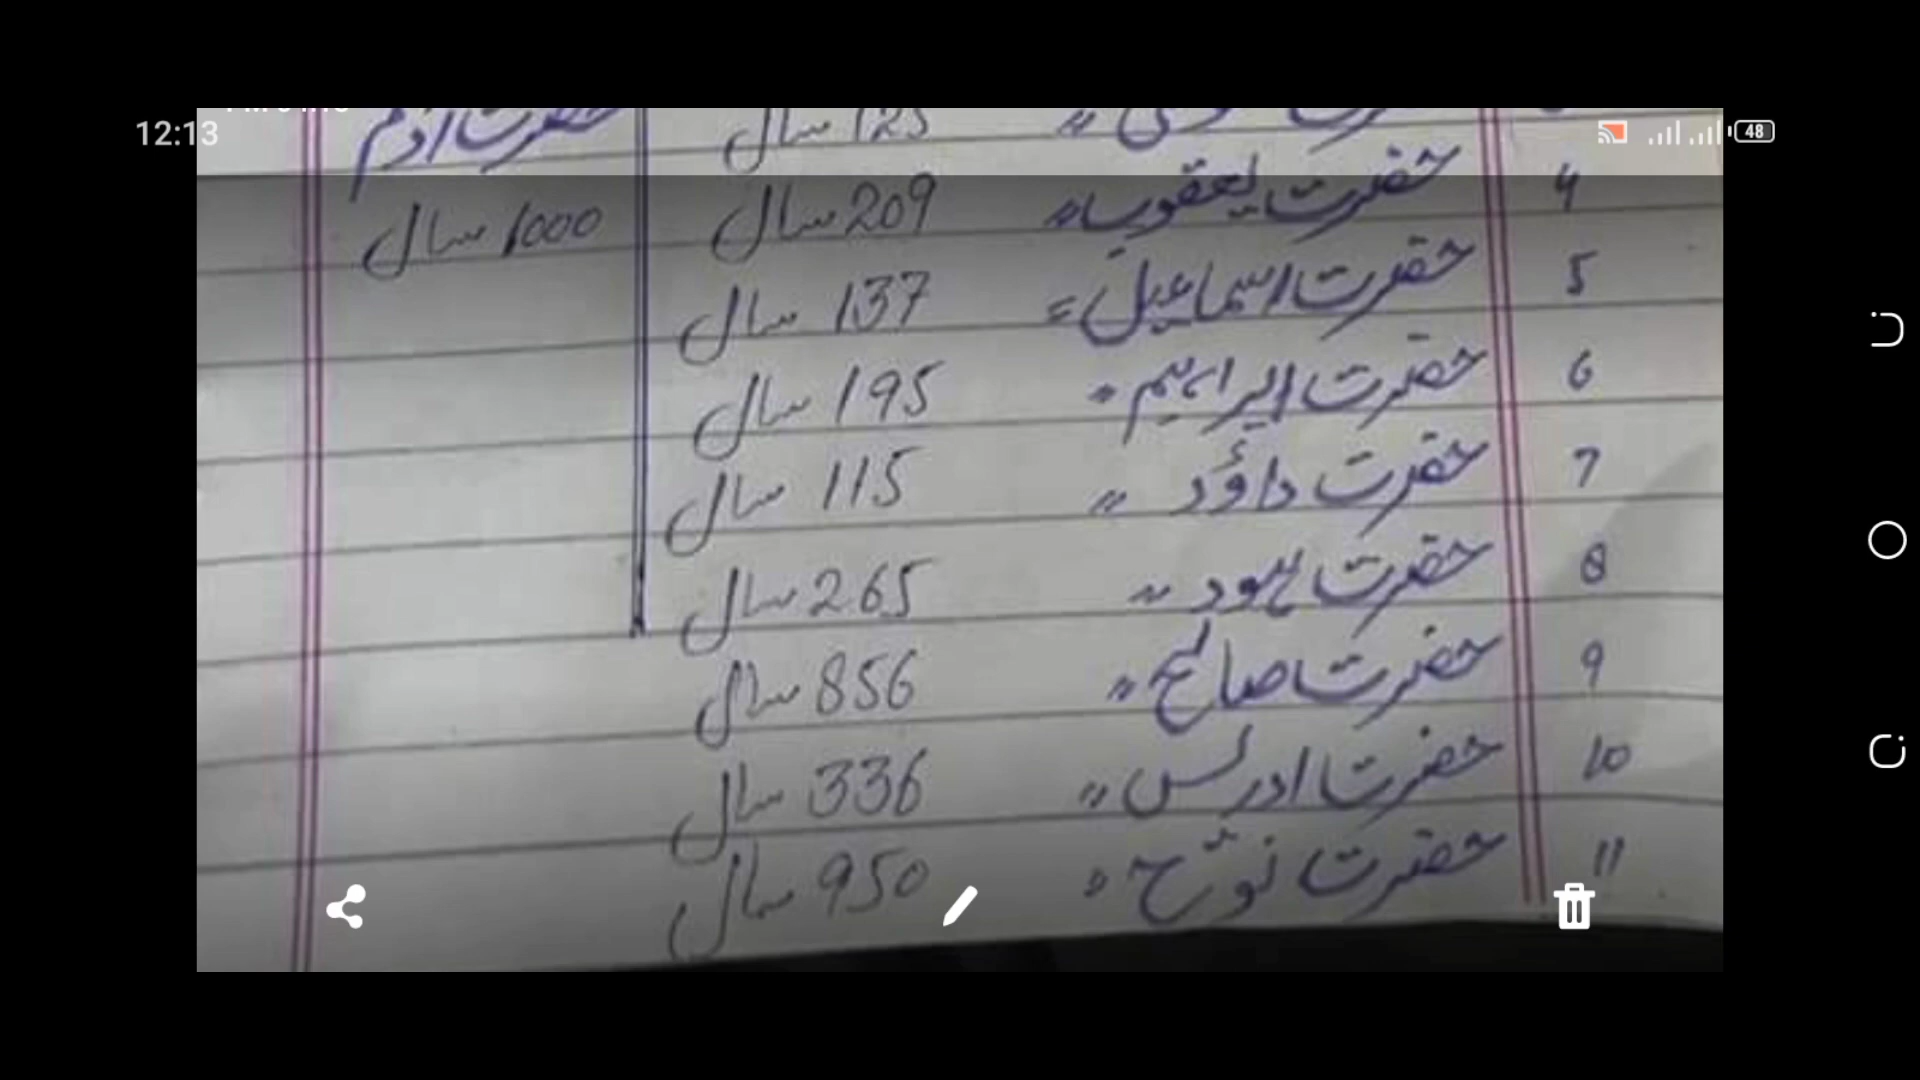 12:13
48
125 سال
حضرت آدم
4 حضرت یعقوب " 209 سال
1000 سال
5 حضرت اسماعیل " 137 سال
6 حضرت ابراہیم " 195 سال
7 حضرت داؤد " 115 سال
8 حضرت ہود " 265 سال
9 حضرت صالح " 856 سال
10 حضرت ادریس " 336 سال
11 حضرت نوح " 950 سال